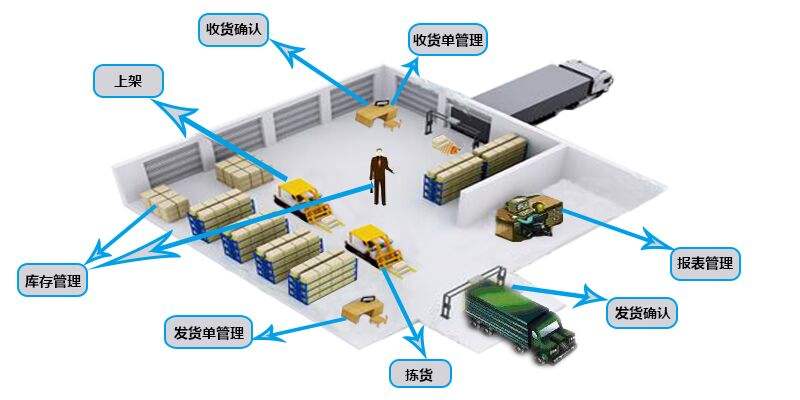 收货确认
收货单管理
上架
库存管理
报表管理
发货确认
发货单管理
拣货